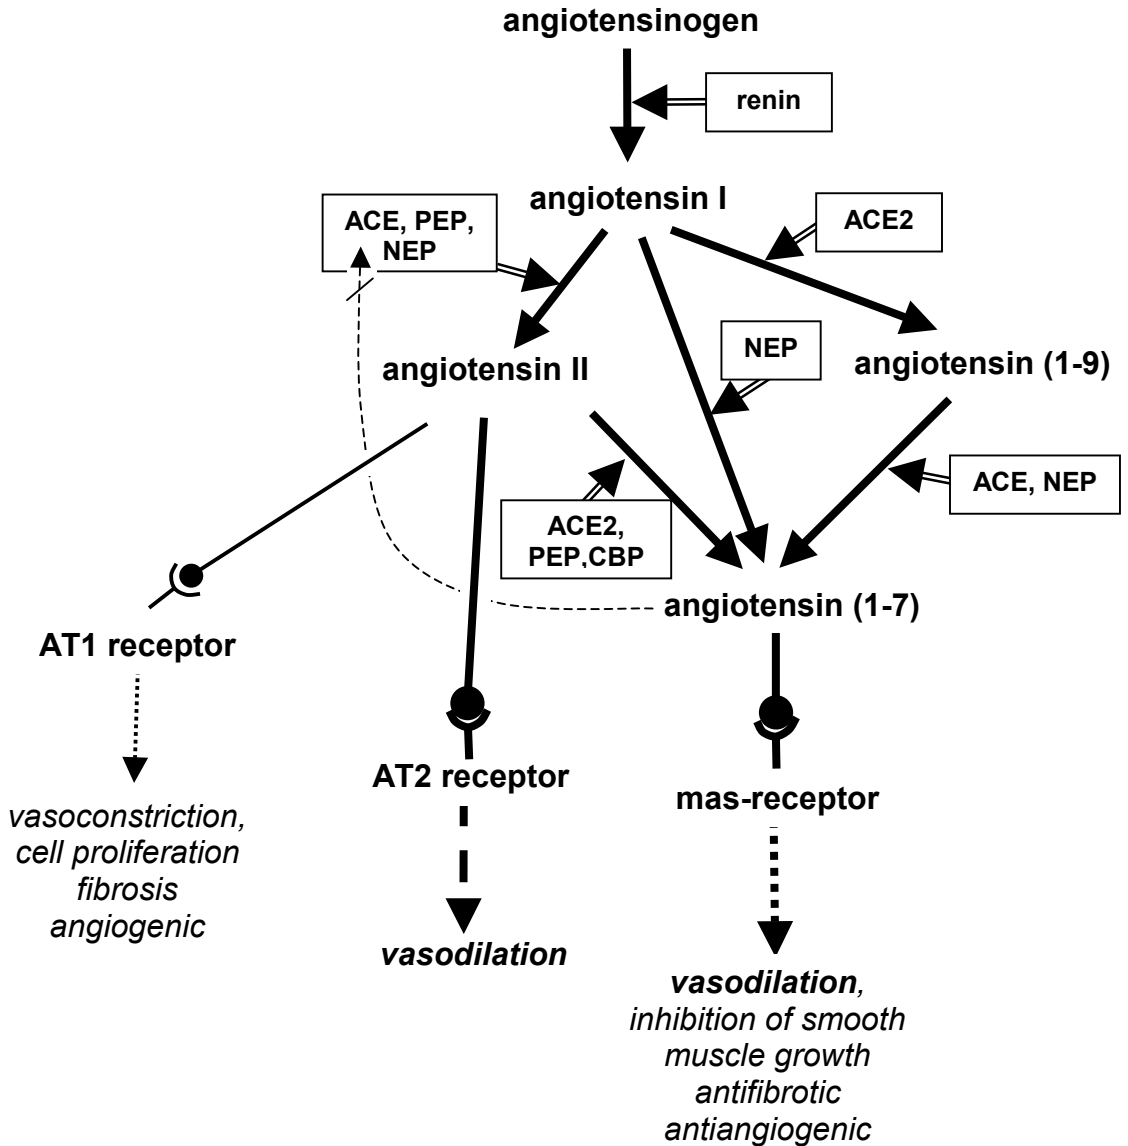 angiotensinogen
renin
angiotensin I
ACE, PEP,
NEP
ACE2
NEP
angiotensin II
angiotensin (1-9)
ACE, NEP
ACE2,
PEP,CBP
angiotensin (1-7)
AT1 receptor
AT2 receptor
mas-receptor
vasoconstriction,
cell proliferation
fibrosis
angiogenic
vasodilation
vasodilation,
inhibition of smooth
muscle growth
antifibrotic
antiangiogenic